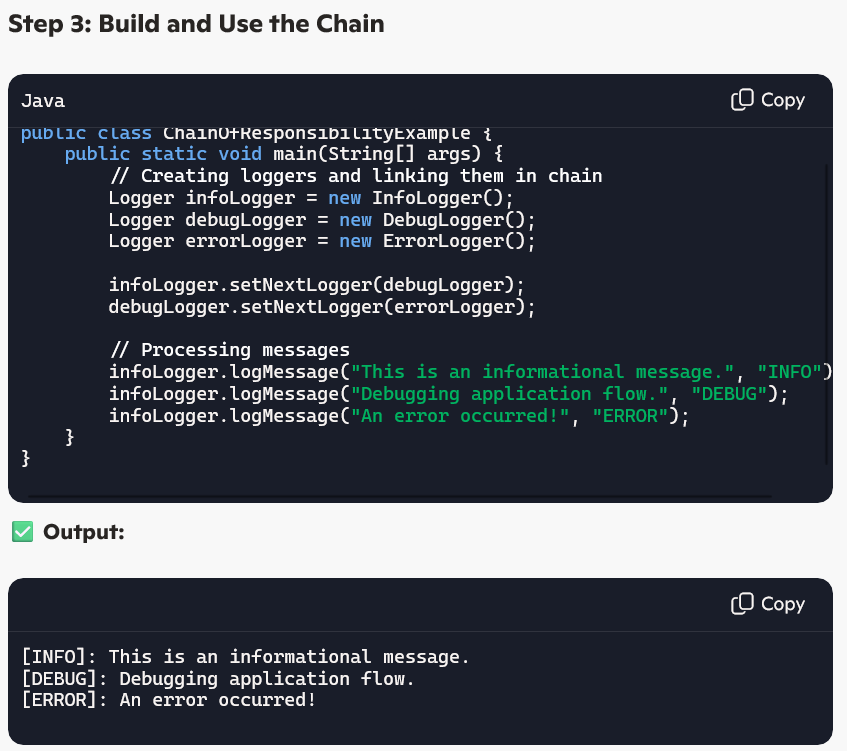 Step 3: Build and Use the Chain
Java
Copy
public class ChainOfResponsibilityExample {
    public static void main(String[] args) {
        // Creating loggers and linking them in chain
        Logger infoLogger = new InfoLogger();
        Logger debugLogger = new DebugLogger();
        Logger errorLogger = new ErrorLogger();

        infoLogger.setNextLogger(debugLogger);
        debugLogger.setNextLogger(errorLogger);

        // Processing messages
        infoLogger.logMessage("This is an informational message.", "INFO")
        infoLogger.logMessage("Debugging application flow.", "DEBUG");
        infoLogger.logMessage("An error occurred!", "ERROR");
    }
}
✅ Output:
Copy
[INFO]: This is an informational message.
[DEBUG]: Debugging application flow.
[ERROR]: An error occurred!